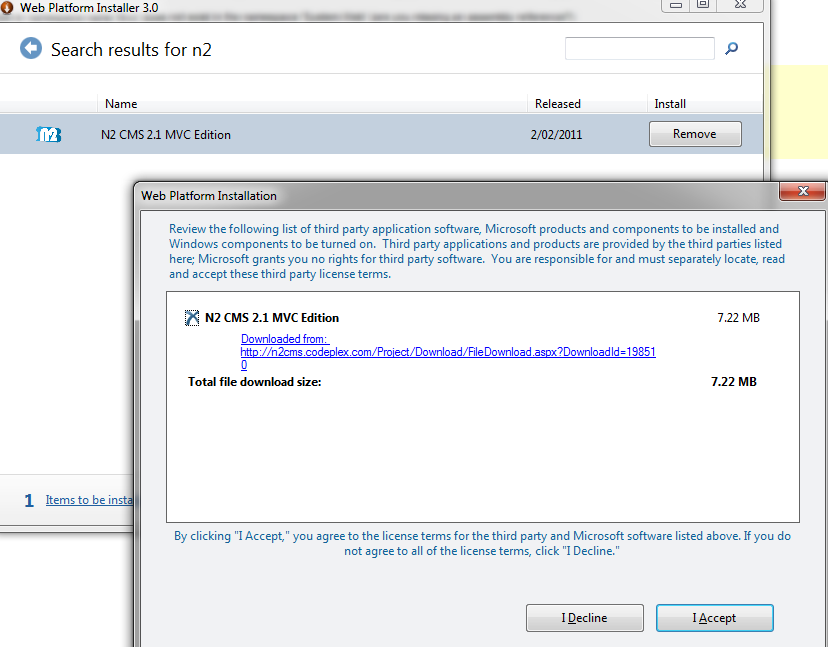 Web Platform Installer 3.0
Search results for n2
Name Released Install
n2 N2 CMS 2.1 MVC Edition 2/02/2011 Remove
Web Platform Installation
Review the following list of third party application software, Microsoft products and components to be installed and
Windows components to be turned on. Third party applications and products are provided by the third parties listed
here; Microsoft grants you no rights for third party software. You are responsible for and must separately locate, read
and accept these third party license terms.
N2 CMS 2.1 MVC Edition 7.22 MB
Downloaded from:
http://n2cms.codeplex.com/Project/Download/FileDownload.aspx?DownloadId=19851
0
Total file download size: 7.22 MB
1 Items to be insta
By clicking "I Accept," you agree to the license terms for the third party and Microsoft software listed above. If you do
not agree to all of the license terms, click "I Decline."
I Decline I Accept